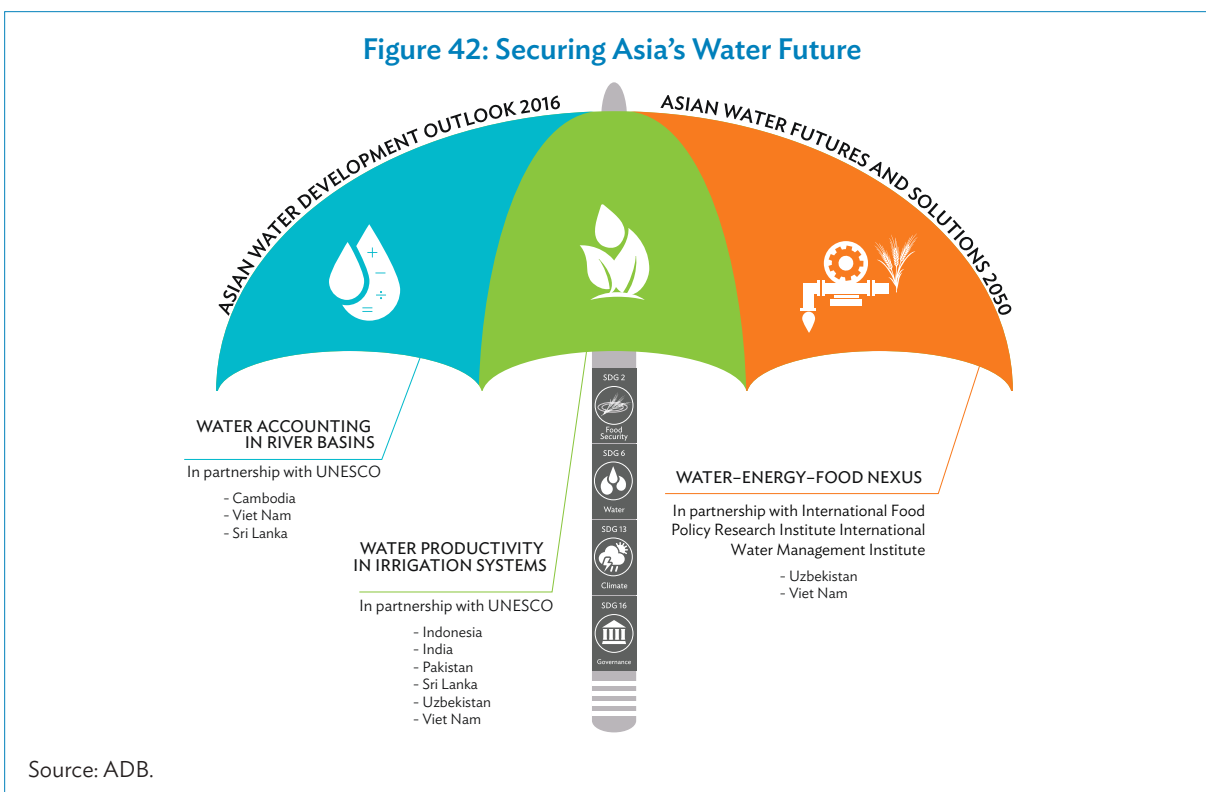 Figure 42: Securing Asia's Water Future
ASIAN WATER DEVELOPMENT OUTLOOK 2016
ASIAN WATER FUTURES AND SOLUTIONS 2050
+
−
÷
=
WATER ACCOUNTING
IN RIVER BASINS
In partnership with UNESCO
- Cambodia
- Viet Nam
- Sri Lanka
WATER PRODUCTIVITY
IN IRRIGATION SYSTEMS
In partnership with UNESCO
- Indonesia
- India
- Pakistan
- Sri Lanka
- Uzbekistan
- Viet Nam
SDG 2
Food
Security
SDG 6
Water
SDG 13
Climate
SDG 16
Governance
WATER–ENERGY–FOOD NEXUS
In partnership with International Food
Policy Research Institute International
Water Management Institute
- Uzbekistan
- Viet Nam
Source: ADB.